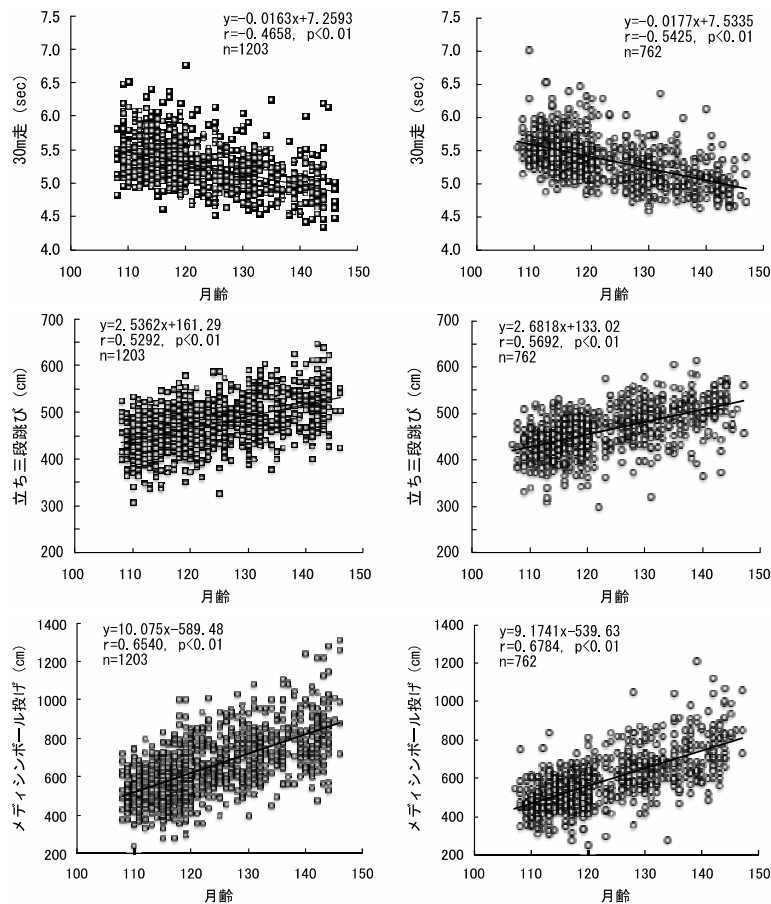 y=-0.0163x+7.2593
r=-0.4658, p<0.01
n=1203
7.5
7.0
6.5
6.0
5.5
5.0
4.5
4.0
30m走 (sec)
100 110 120 130 140 150
月齢
y=-0.0177x+7.5335
r=-0.5425, p<0.01
n=762
7.5
7.0
6.5
6.0
5.5
5.0
4.5
4.0
30m走 (sec)
100 110 120 130 140 150
月齢
y=2.5362x+161.29
r=0.5292, p<0.01
n=1203
700
600
500
400
300
200
立ち三段跳び (cm)
100 110 120 130 140 150
月齢
y=2.6818x+133.02
r=0.5692, p<0.01
n=762
700
600
500
400
300
200
立ち三段跳び (cm)
100 110 120 130 140 150
月齢
y=10.075x-589.48
r=0.6540, p<0.01
n=1203
1400
1200
1000
800
600
400
200
メディシンボール投げ (cm)
100 110 120 130 140 150
月齢
y=9.1741x-539.63
r=0.6784, p<0.01
n=762
1400
1200
1000
800
600
400
200
メディシンボール投げ (cm)
100 110 120 130 140 150
月齢